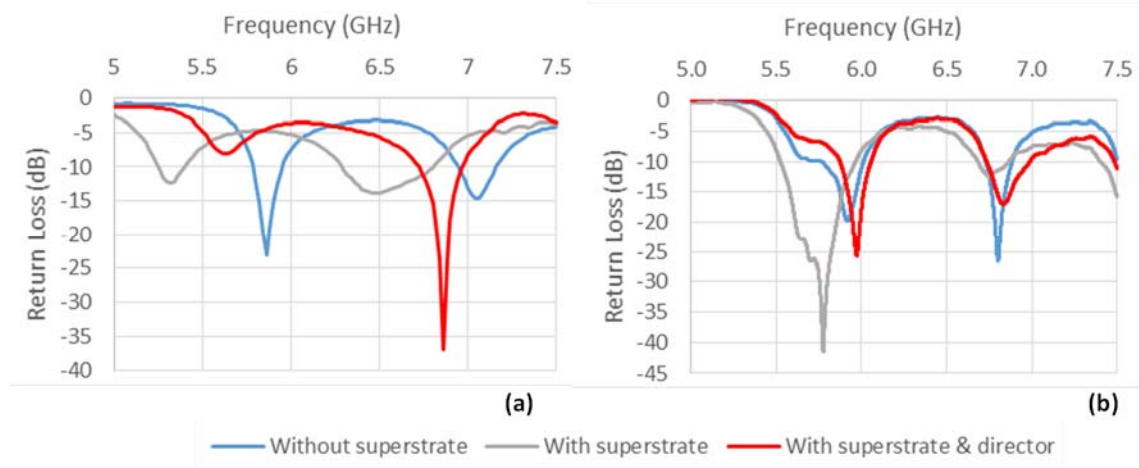 Frequency (GHz)
5 5.5 6 6.5 7 7.5
0
-5
-10
-15
-20
-25
-30
-35
-40
Return Loss (dB)
(a)
Frequency (GHz)
5.0 5.5 6.0 6.5 7.0 7.5
0
-5
-10
-15
-20
-25
-30
-35
-40
-45
Return Loss (dB)
(b)
Without superstrate With superstrate With superstrate & director